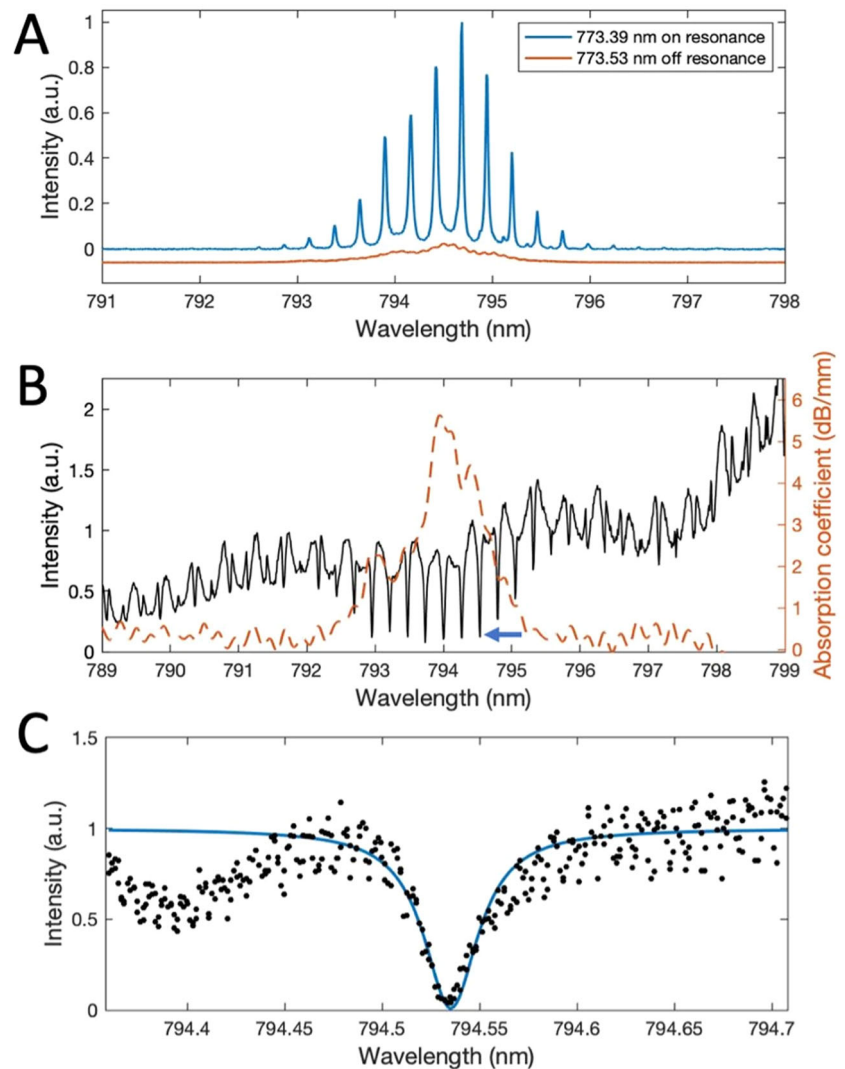 A
1
0.8
0.6
0.4
0.2
0
Intensity (a.u.)
773.39 nm on resonance
773.53 nm off resonance
791 792 793 794 795 796 797 798
Wavelength (nm)
B
2
1.5
1
0.5
0
Intensity (a.u.)
6
5
4
3
2
1
0
Absorption coefficient (dB/mm)
789 790 791 792 793 794 795 796 797 798 799
Wavelength (nm)
C
1.5
1
0.5
0
Intensity (a.u.)
794.4 794.45 794.5 794.55 794.6 794.65 794.7
Wavelength (nm)